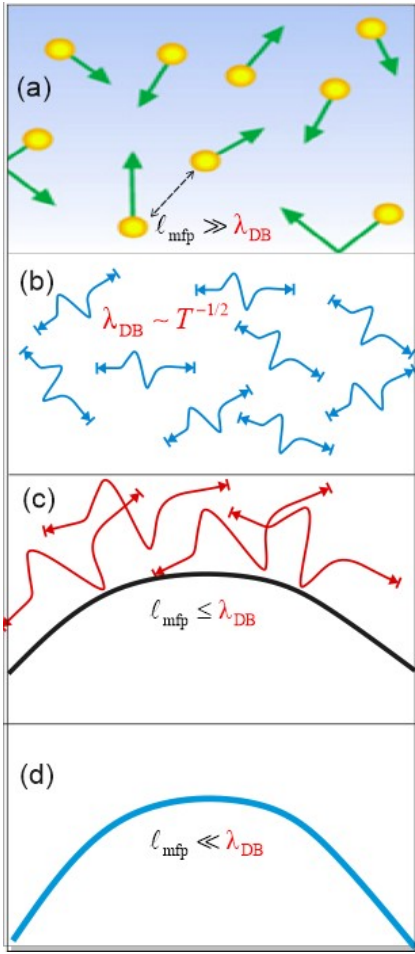 (a)
ℓmfp ≫ λDB
(b)
λDB ~ T−1/2
(c)
ℓmfp ≤ λDB
(d)
ℓmfp ≪ λDB